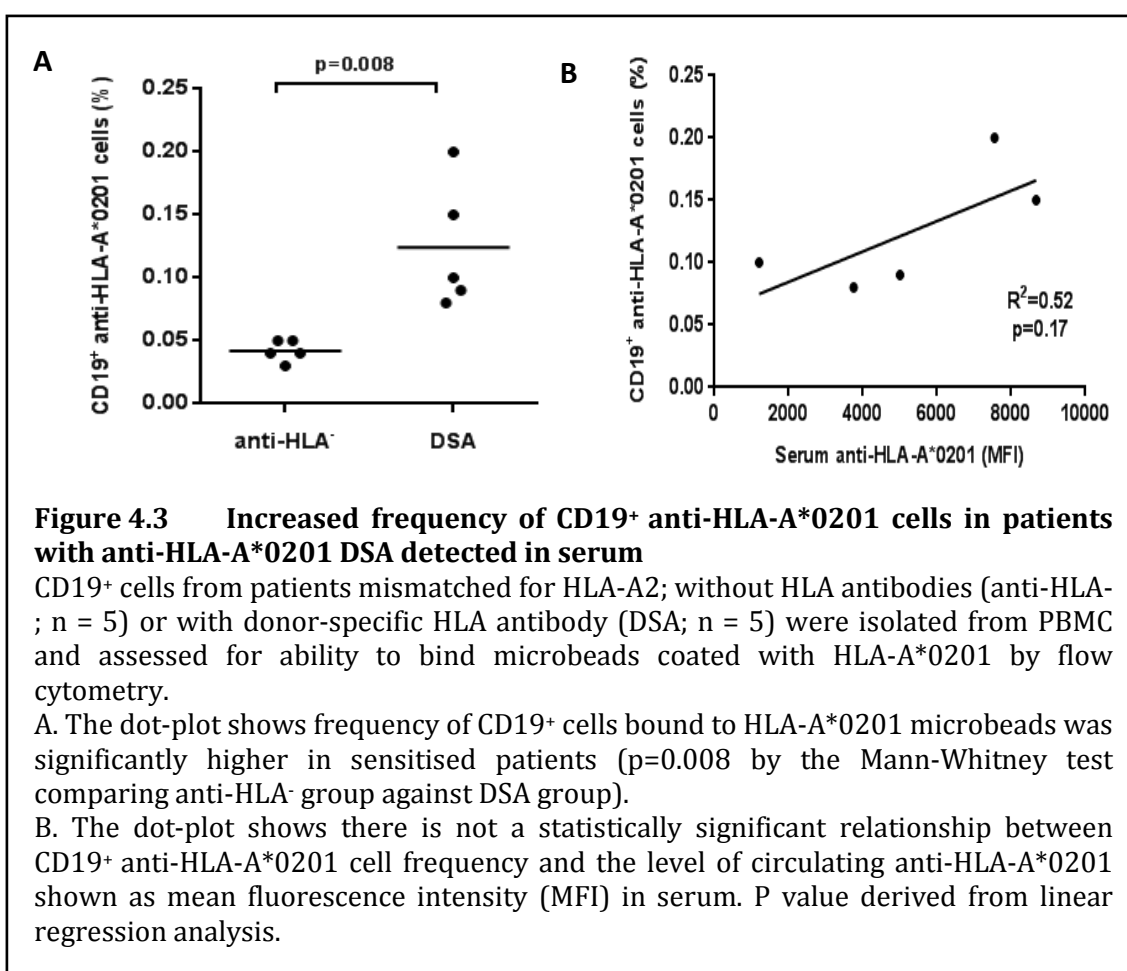 A
p=0.008
CD19⁺ anti-HLA-A*0201 cells (%)
0.25
0.20
0.15
0.10
0.05
0.00
anti-HLA⁻
DSA
B
CD19⁺ anti-HLA-A*0201 cells (%)
0.25
0.20
0.15
0.10
0.05
0.00
R²=0.52
p=0.17
0 2000 4000 6000 8000 10000
Serum anti-HLA-A*0201 (MFI)
Figure 4.3 Increased frequency of CD19⁺ anti-HLA-A*0201 cells in patients
with anti-HLA-A*0201 DSA detected in serum
CD19⁺ cells from patients mismatched for HLA-A2; without HLA antibodies (anti-HLA-
; n = 5) or with donor-specific HLA antibody (DSA; n = 5) were isolated from PBMC
and assessed for ability to bind microbeads coated with HLA-A*0201 by flow
cytometry.
A. The dot-plot shows frequency of CD19⁺ cells bound to HLA-A*0201 microbeads was
significantly higher in sensitised patients (p=0.008 by the Mann-Whitney test
comparing anti-HLA⁻ group against DSA group).
B. The dot-plot shows there is not a statistically significant relationship between
CD19⁺ anti-HLA-A*0201 cell frequency and the level of circulating anti-HLA-A*0201
shown as mean fluorescence intensity (MFI) in serum. P value derived from linear
regression analysis.